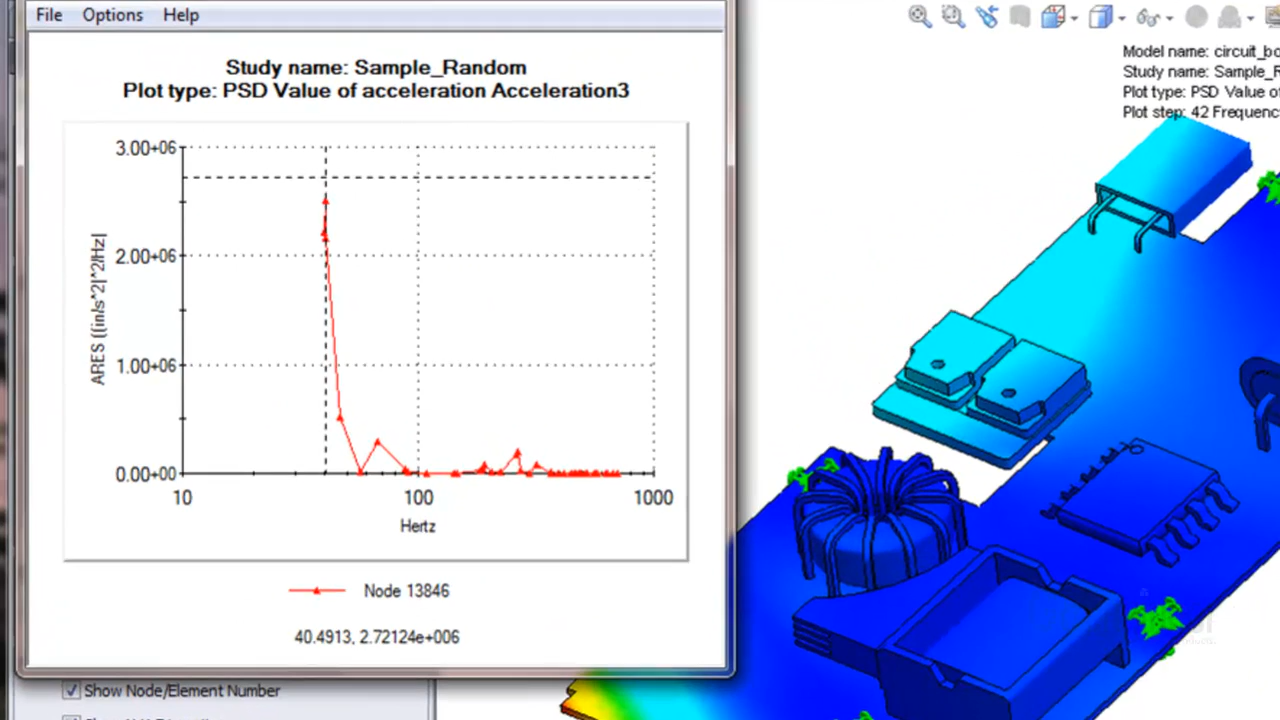 File Options Help
Study name: Sample_Random
Plot type: PSD Value of acceleration Acceleration3
3.00+06
2.00+06
1.00+06
0.00+00
ARES ((in/s^2)^2/Hz)
10 100 1000
Hertz
Node 13846
40.4913, 2.72124e+006
Show Node/Element Number
Model name: circuit_bo
Study name: Sample_R
Plot type: PSD Value of
Plot step: 42 Frequenc